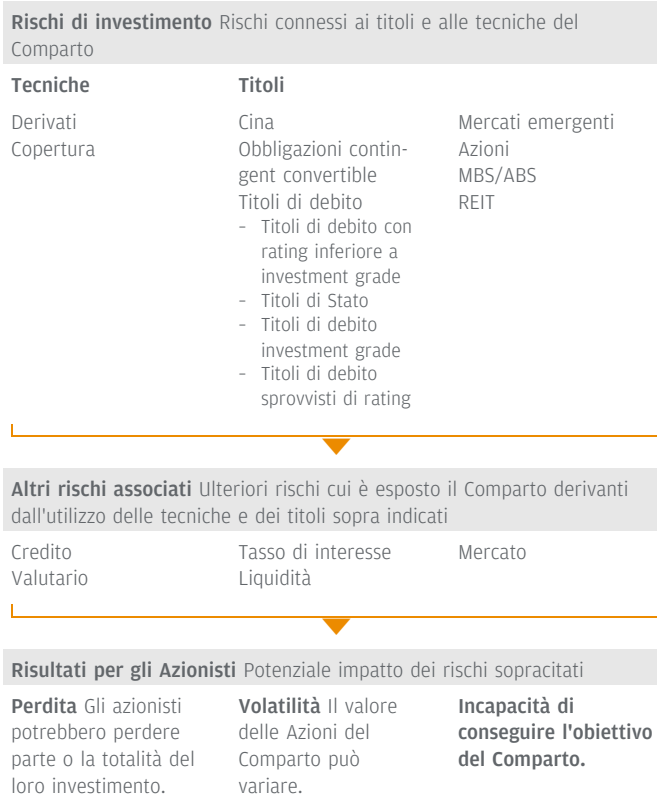 Rischi di investimento Rischi connessi ai titoli e alle tecniche del
Comparto
Tecniche
Derivati
Copertura
Titoli
Cina
Obbligazioni contin-
gent convertible
Titoli di debito
- Titoli di debito con
rating inferiore a
investment grade
- Titoli di Stato
- Titoli di debito
investment grade
- Titoli di debito
sprovvisti di rating
Mercati emergenti
Azioni
MBS/ABS
REIT
Altri rischi associati Ulteriori rischi cui è esposto il Comparto derivanti
dall'utilizzo delle tecniche e dei titoli sopra indicati
Credito
Valutario
Tasso di interesse
Liquidità
Mercato
Risultati per gli Azionisti Potenziale impatto dei rischi sopracitati
Perdita Gli azionisti
potrebbero perdere
parte o la totalità del
loro investimento.
Volatilità Il valore
delle Azioni del
Comparto può
variare.
Incapacità di
conseguire l'obiettivo
del Comparto.